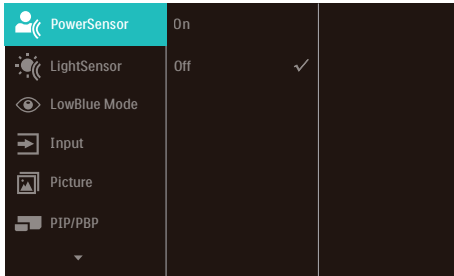 PowerSensor
On
LightSensor
Off
LowBlue Mode
Input
Picture
PIP/PBP